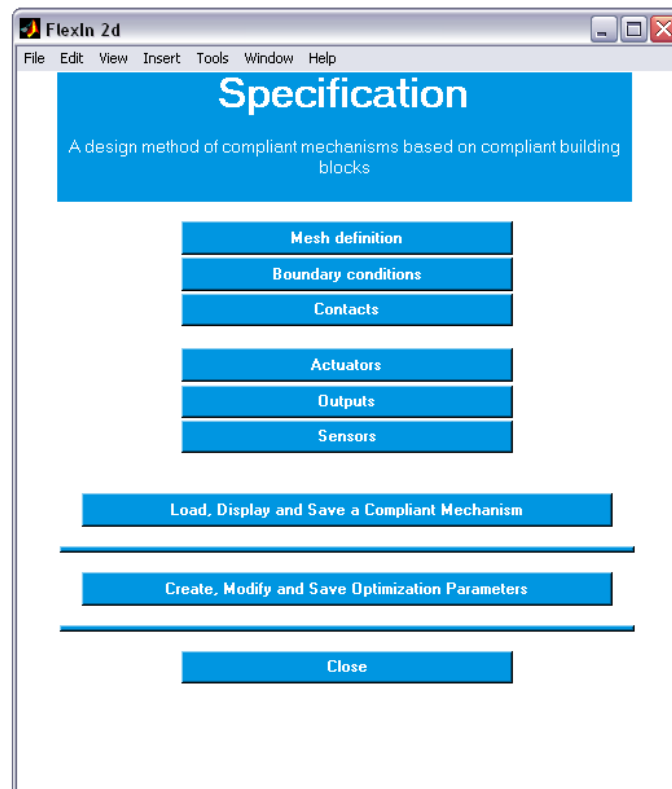 FlexIn 2d
File Edit View Insert Tools Window Help
Specification
A design method of compliant mechanisms based on compliant building
blocks
Mesh definition
Boundary conditions
Contacts
Actuators
Outputs
Sensors
Load, Display and Save a Compliant Mechanism
Create, Modify and Save Optimization Parameters
Close